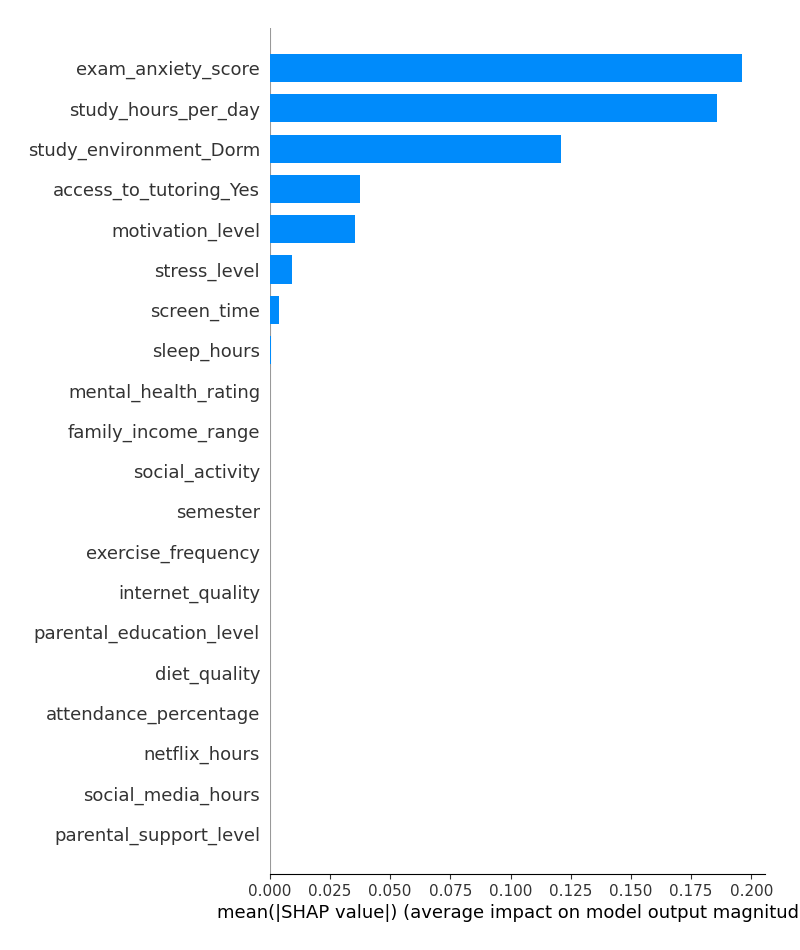 exam_anxiety_score
study_hours_per_day
study_environment_Dorm
access_to_tutoring_Yes
motivation_level
stress_level
screen_time
sleep_hours
mental_health_rating
family_income_range
social_activity
semester
exercise_frequency
internet_quality
parental_education_level
diet_quality
attendance_percentage
netflix_hours
social_media_hours
parental_support_level
0.000 0.025 0.050 0.075 0.100 0.125 0.150 0.175 0.200
mean(|SHAP value|) (average impact on model output magnitud